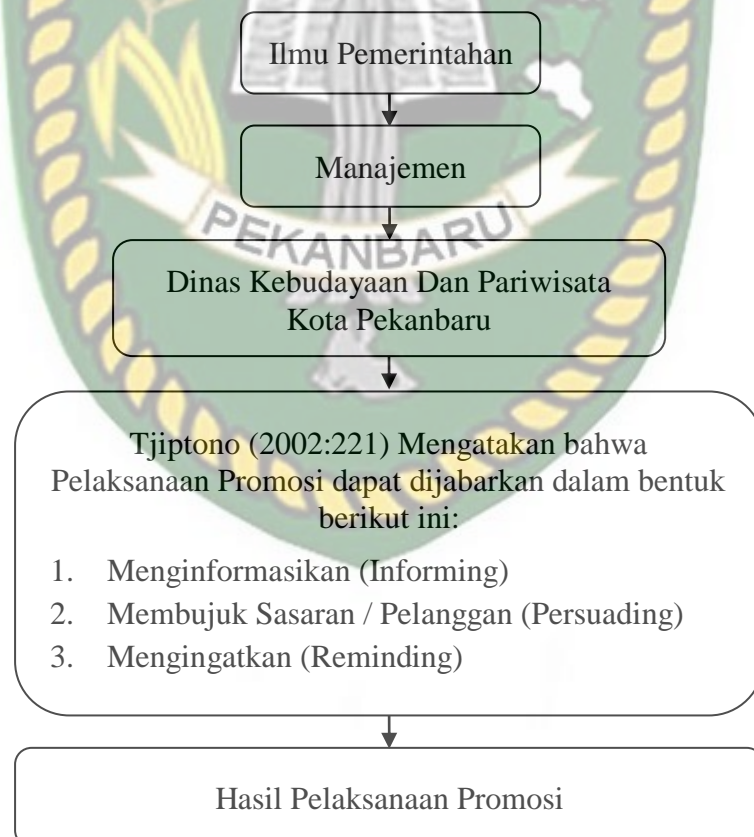 Ilmu Pemerintahan
Manajemen
PEKANBARU
Dinas Kebudayaan Dan Pariwisata
Kota Pekanbaru
Tjiptono (2002:221) Mengatakan bahwa
Pelaksanaan Promosi dapat dijabarkan dalam bentuk
berikut ini:
1. Menginformasikan (Informing)
2. Membujuk Sasaran / Pelanggan (Persuading)
3. Mengingatkan (Reminding)
Hasil Pelaksanaan Promosi